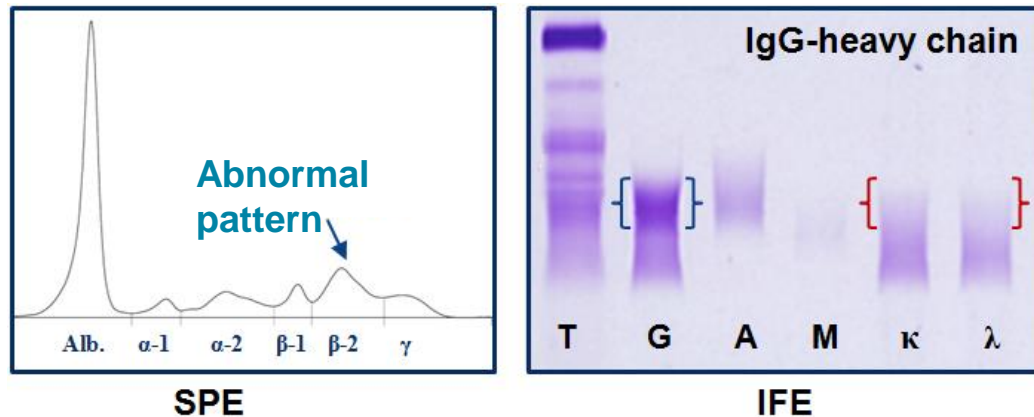 Abnormal
pattern
Alb. α-1 α-2 β-1 β-2 γ
SPE
IgG-heavy chain
T G A M κ λ
IFE